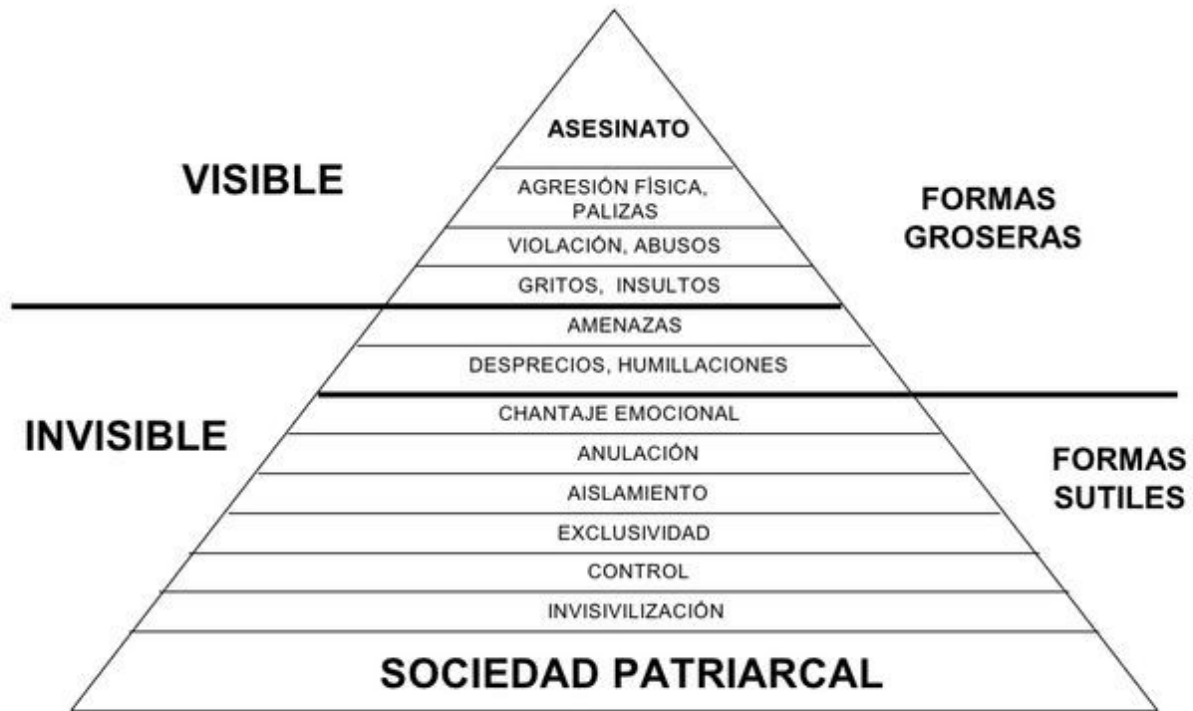 ASESINATO
VISIBLE
AGRESIÓN FÍSICA,
PALIZAS
FORMAS
GROSERAS
VIOLACIÓN, ABUSOS
GRITOS, INSULTOS
AMENAZAS
DESPRECIOS, HUMILLACIONES
INVISIBLE
CHANTAJE EMOCIONAL
ANULACIÓN
FORMAS
SUTILES
AISLAMIENTO
EXCLUSIVIDAD
CONTROL
INVISIVILIZACIÓN
SOCIEDAD PATRIARCAL